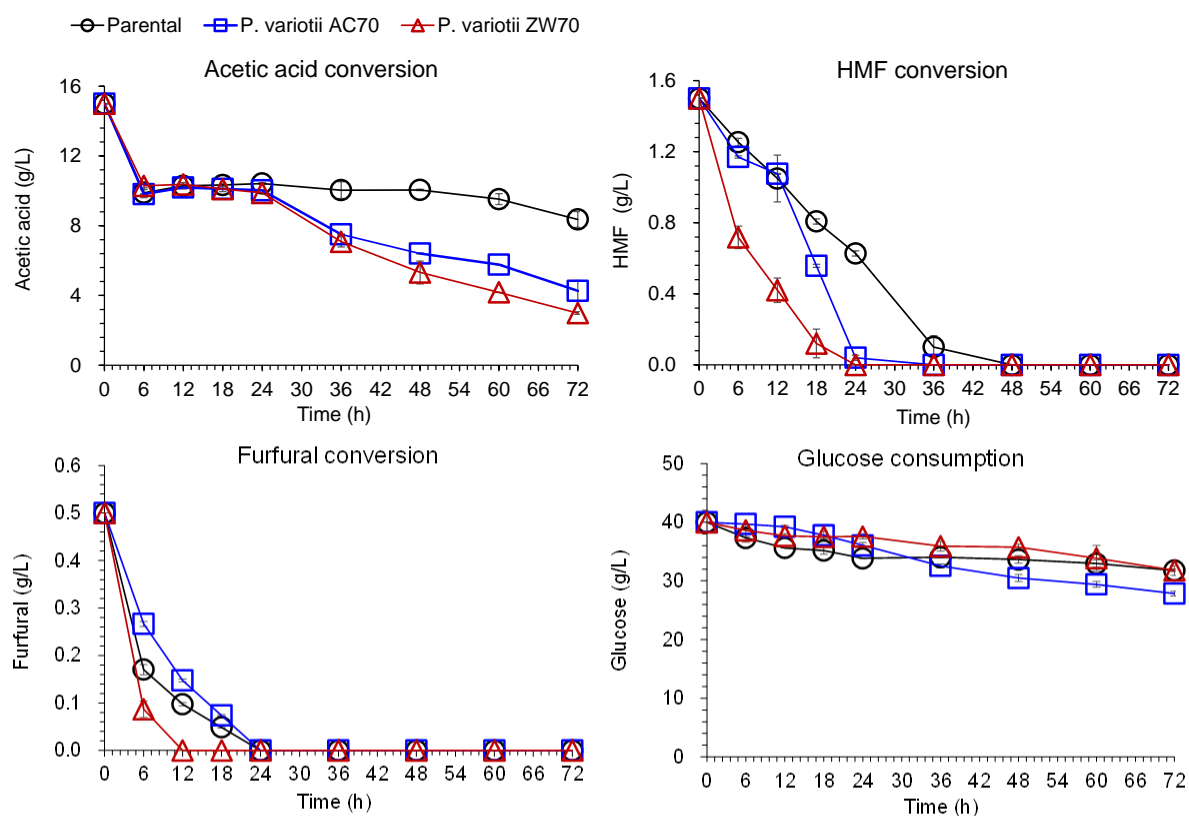 Parental P. variotii AC70 P. variotii ZW70
Acetic acid conversion
Acetic acid (g/L)
16
12
8
4
0
0 6 12 18 24 30 36 42 48 54 60 66 72
Time (h)
HMF conversion
HMF (g/L)
1.6
1.2
0.8
0.4
0.0
0 6 12 18 24 30 36 42 48 54 60 66 72
Time (h)
Furfural conversion
Furfural (g/L)
0.6
0.5
0.4
0.3
0.2
0.1
0.0
0 6 12 18 24 30 36 42 48 54 60 66 72
Time (h)
Glucose consumption
Glucose (g/L)
50
40
30
20
10
0
0 6 12 18 24 30 36 42 48 54 60 66 72
Time (h)